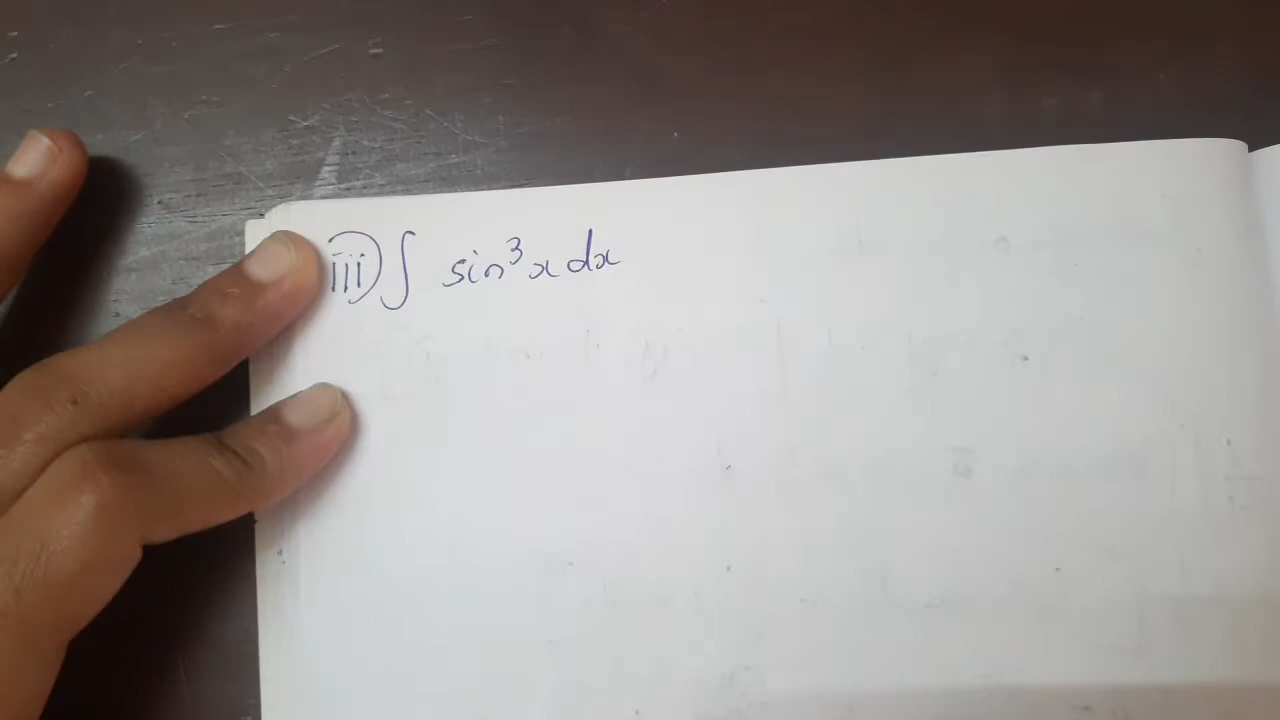 iii) ∫ sin³x dx